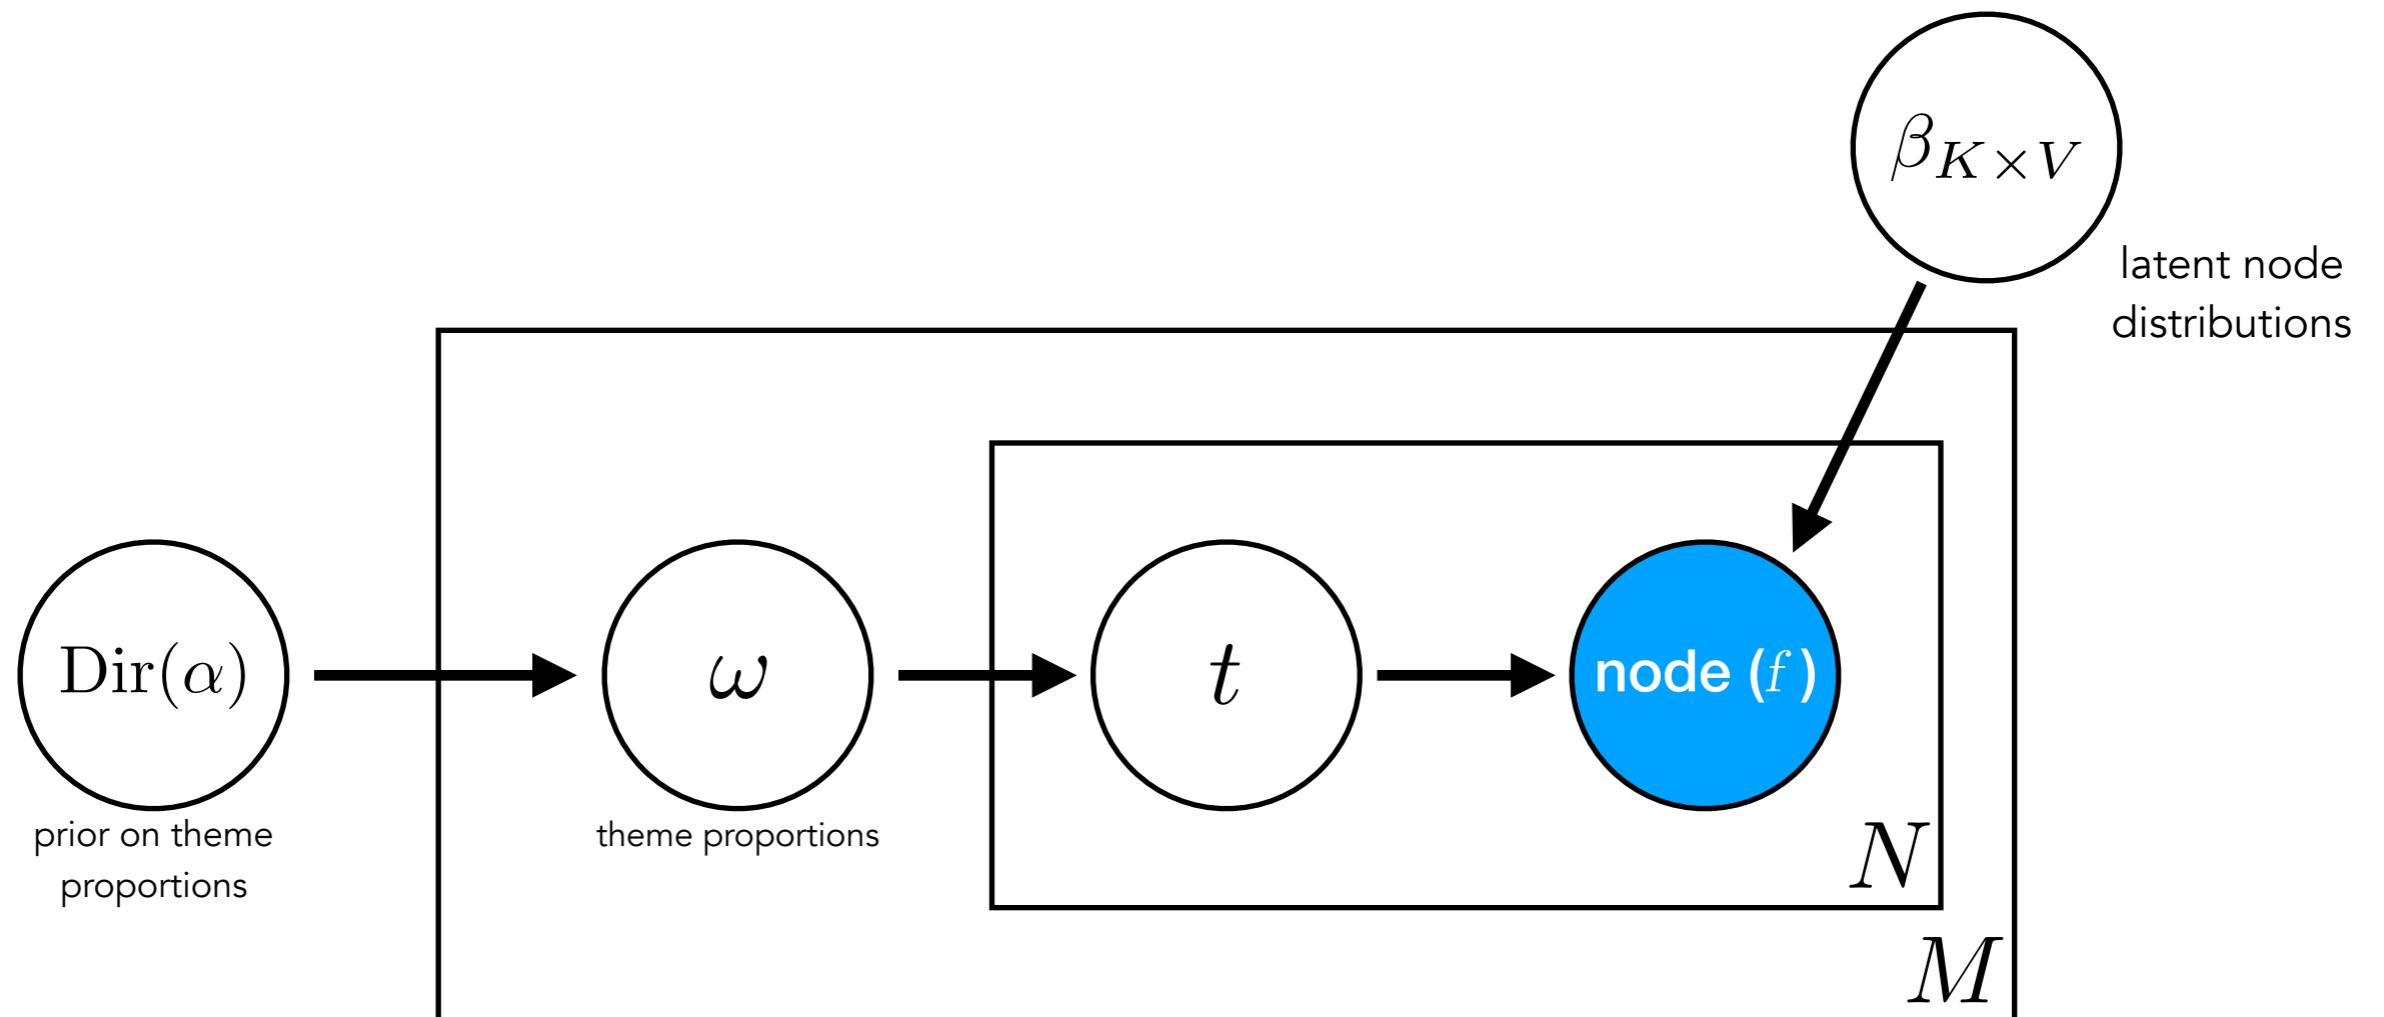 β_{K×V}
latent node
distributions
Dir(α)
ω
t
node (f)
prior on theme
proportions
theme proportions
N
M